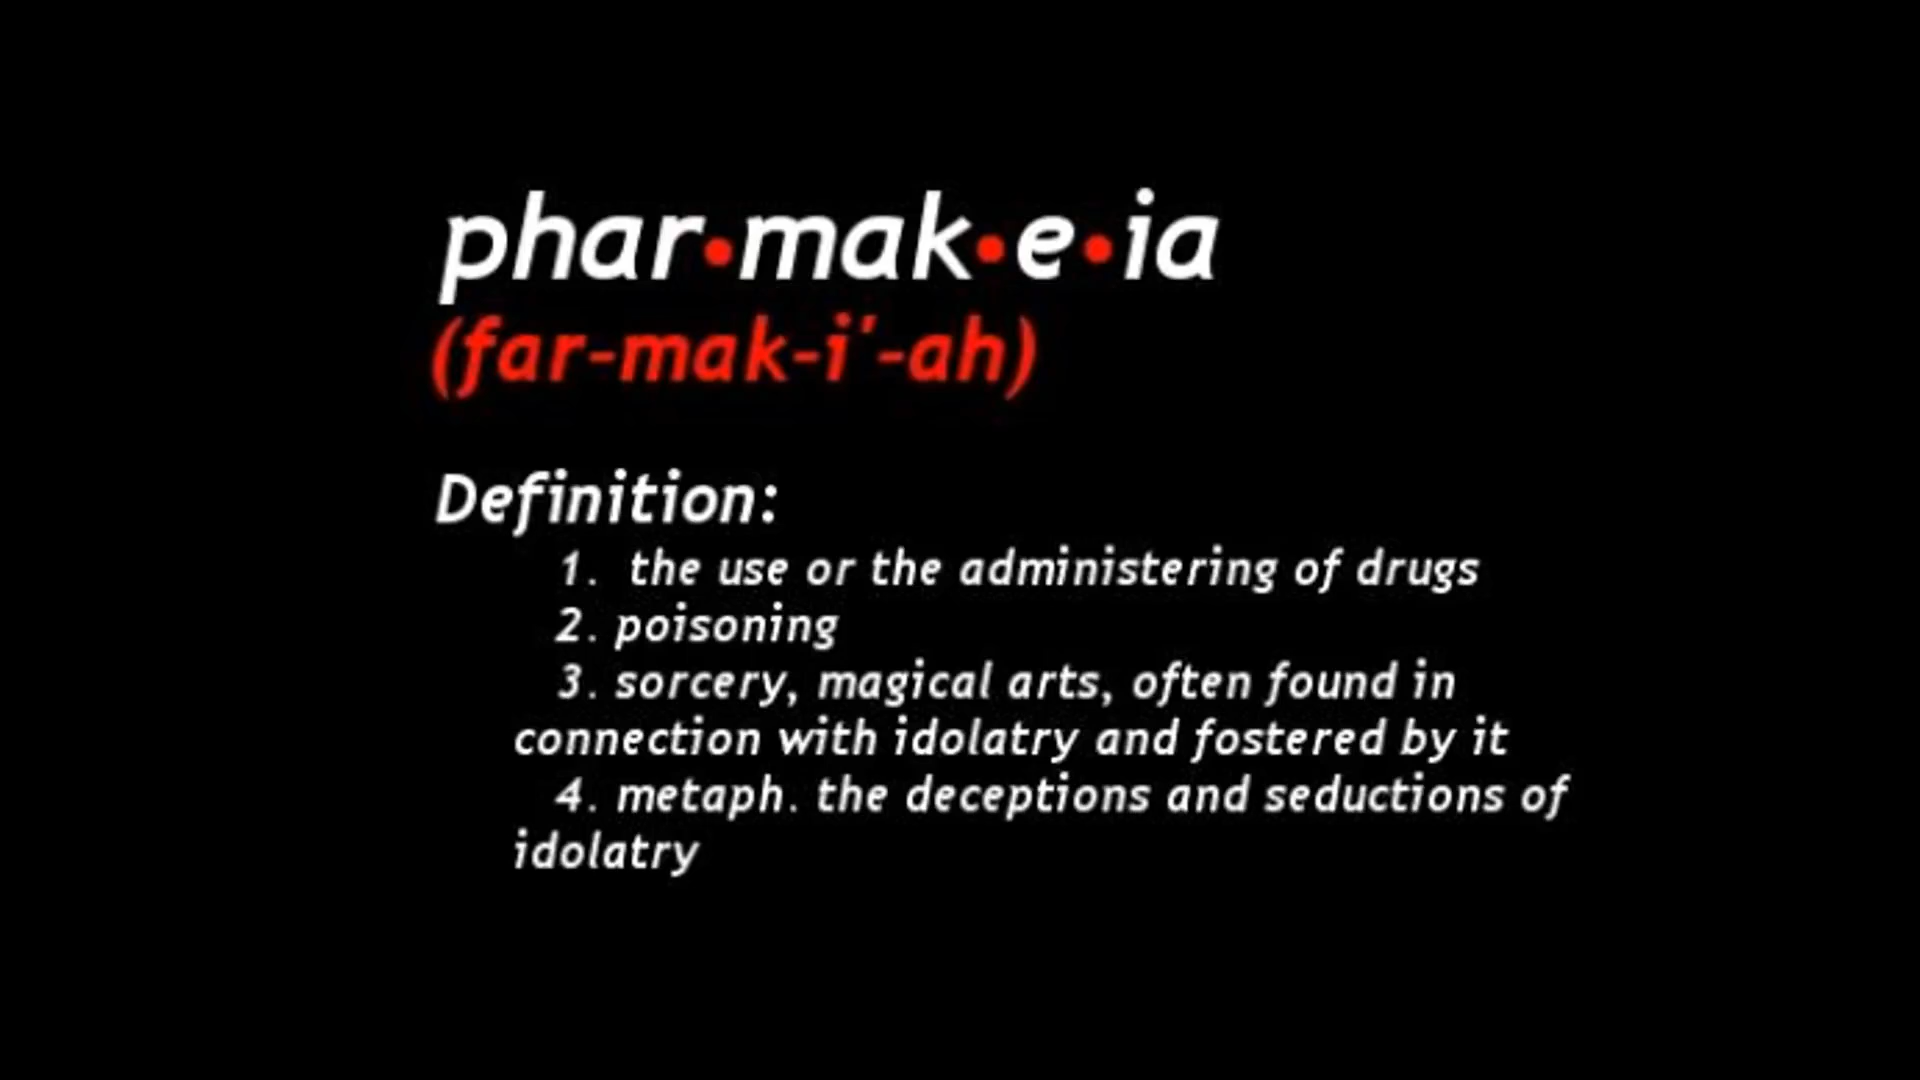 phar•mak•e•ia
(far-mak-i'-ah)
Definition:
1. the use or the administering of drugs
2. poisoning
3. sorcery, magical arts, often found in
connection with idolatry and fostered by it
4. metaph. the deceptions and seductions of
idolatry